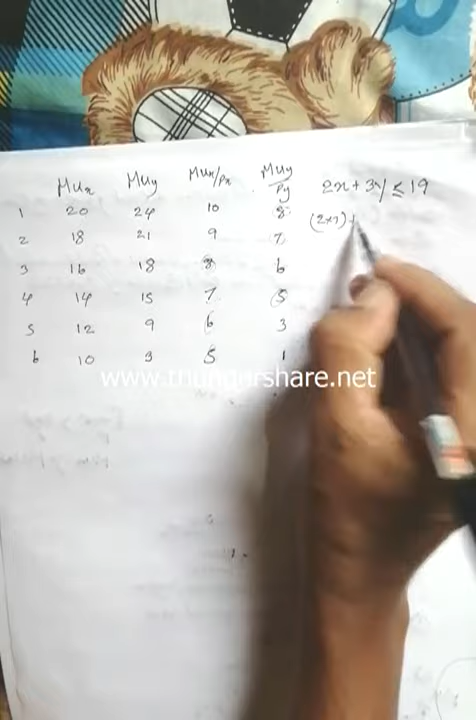 MUx MUy MUx/Px MUy/Py 2x + 3y ≤ 19
1 20 24 10 8 (2×
2 18 21 9 7
3 16 18 8 6
4 14 15 7 5
5 12 9 6 3
6 10 3 5 1
www.thungarshare.net